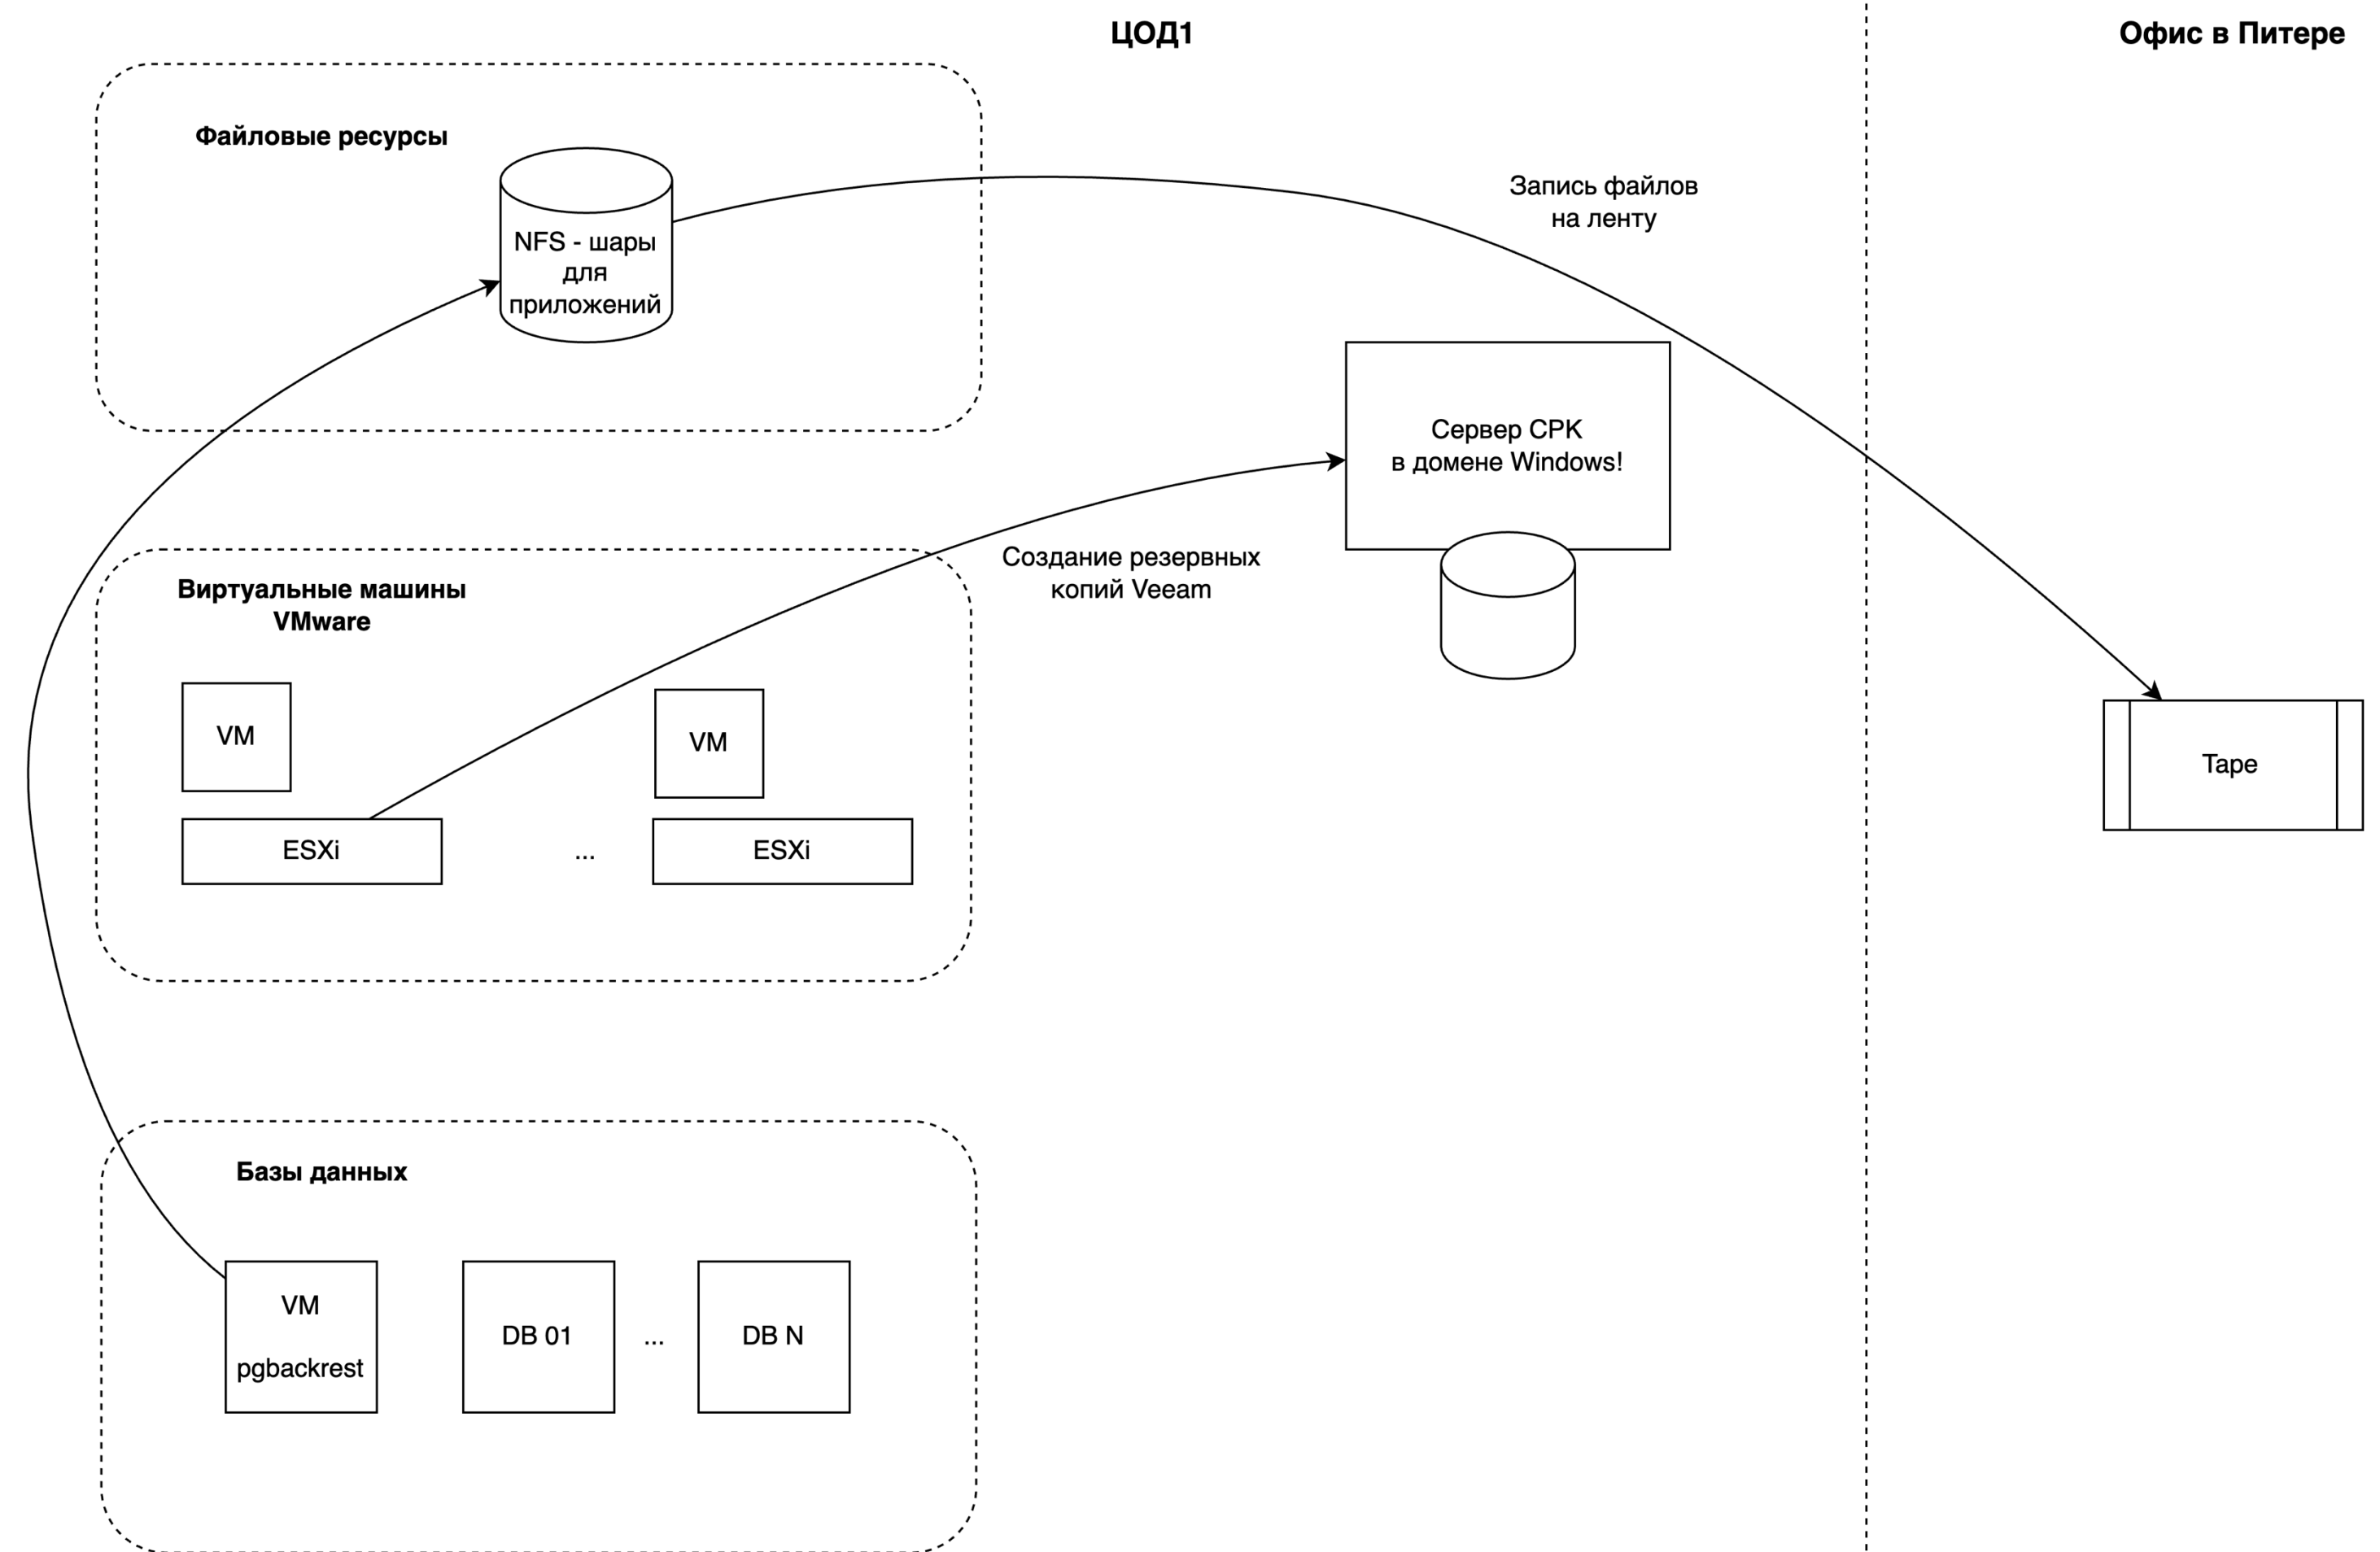 ЦОД1
Офис в Питере
Файловые ресурсы
NFS - шары
для
приложений
Запись файлов
на ленту
Сервер СРК
в домене Windows!
Создание резервных
копий Veeam
Виртуальные машины
VMware
VM
VM
ESXi
...
ESXi
Tape
Базы данных
VM
pgbackrest
DB 01
...
DB N